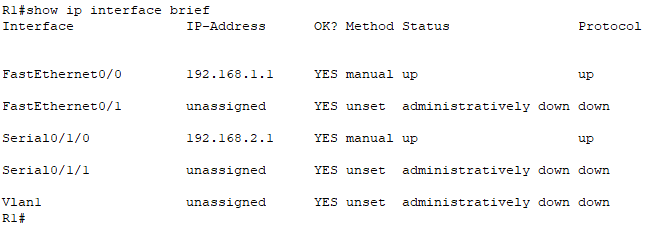 R1#show ip interface brief
Interface              IP-Address      OK? Method Status                Protocol
FastEthernet0/0        192.168.1.1     YES manual up                    up
FastEthernet0/1        unassigned      YES unset  administratively down down
Serial0/1/0            192.168.2.1     YES manual up                    up
Serial0/1/1            unassigned      YES unset  administratively down down
Vlan1                  unassigned      YES unset  administratively down down
R1#